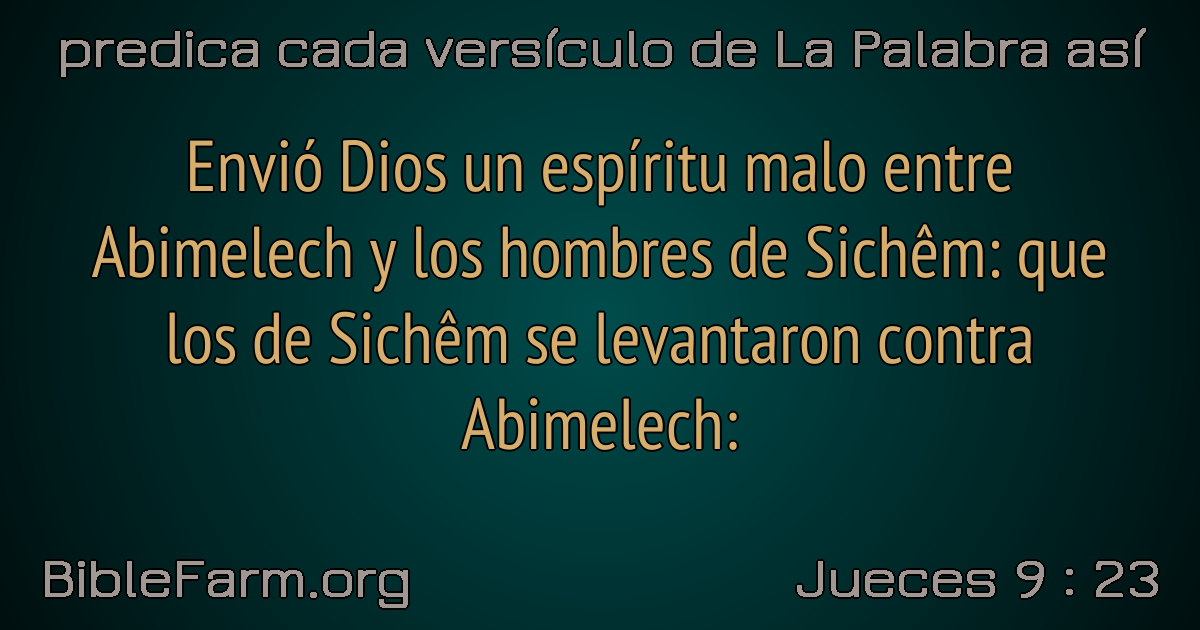 predica cada versículo de La Palabra así
Envió Dios un espíritu malo entre
Abimelech y los hombres de Sichêm: que
los de Sichêm se levantaron contra
Abimelech:
BibleFarm.org
Jueces 9 : 23